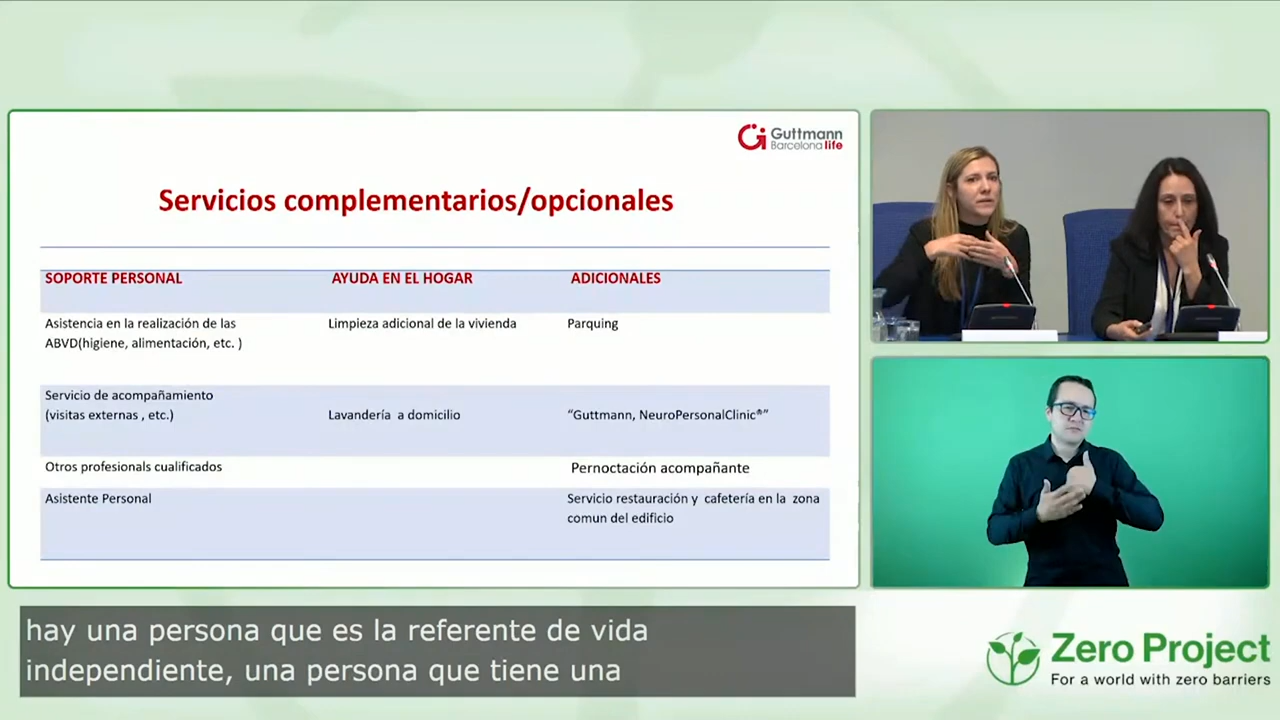 Guttmann
Barcelona life
Servicios complementarios/opcionales
SOPORTE PERSONAL AYUDA EN EL HOGAR ADICIONALES
Asistencia en la realización de las
ABVD(higiene, alimentación, etc. )
Limpieza adicional de la vivienda
Parquing
Servicio de acompañamiento
(visitas externas , etc.)
Lavandería a domicilio
“Guttmann, NeuroPersonalClinic®”
Otros profesionals cualificados
Pernoctación acompañante
Asistente Personal
Servicio restauración y cafetería en la zona
comun del edificio
hay una persona que es la referente de vida
independiente, una persona que tiene una
Zero Project
For a world with zero barriers